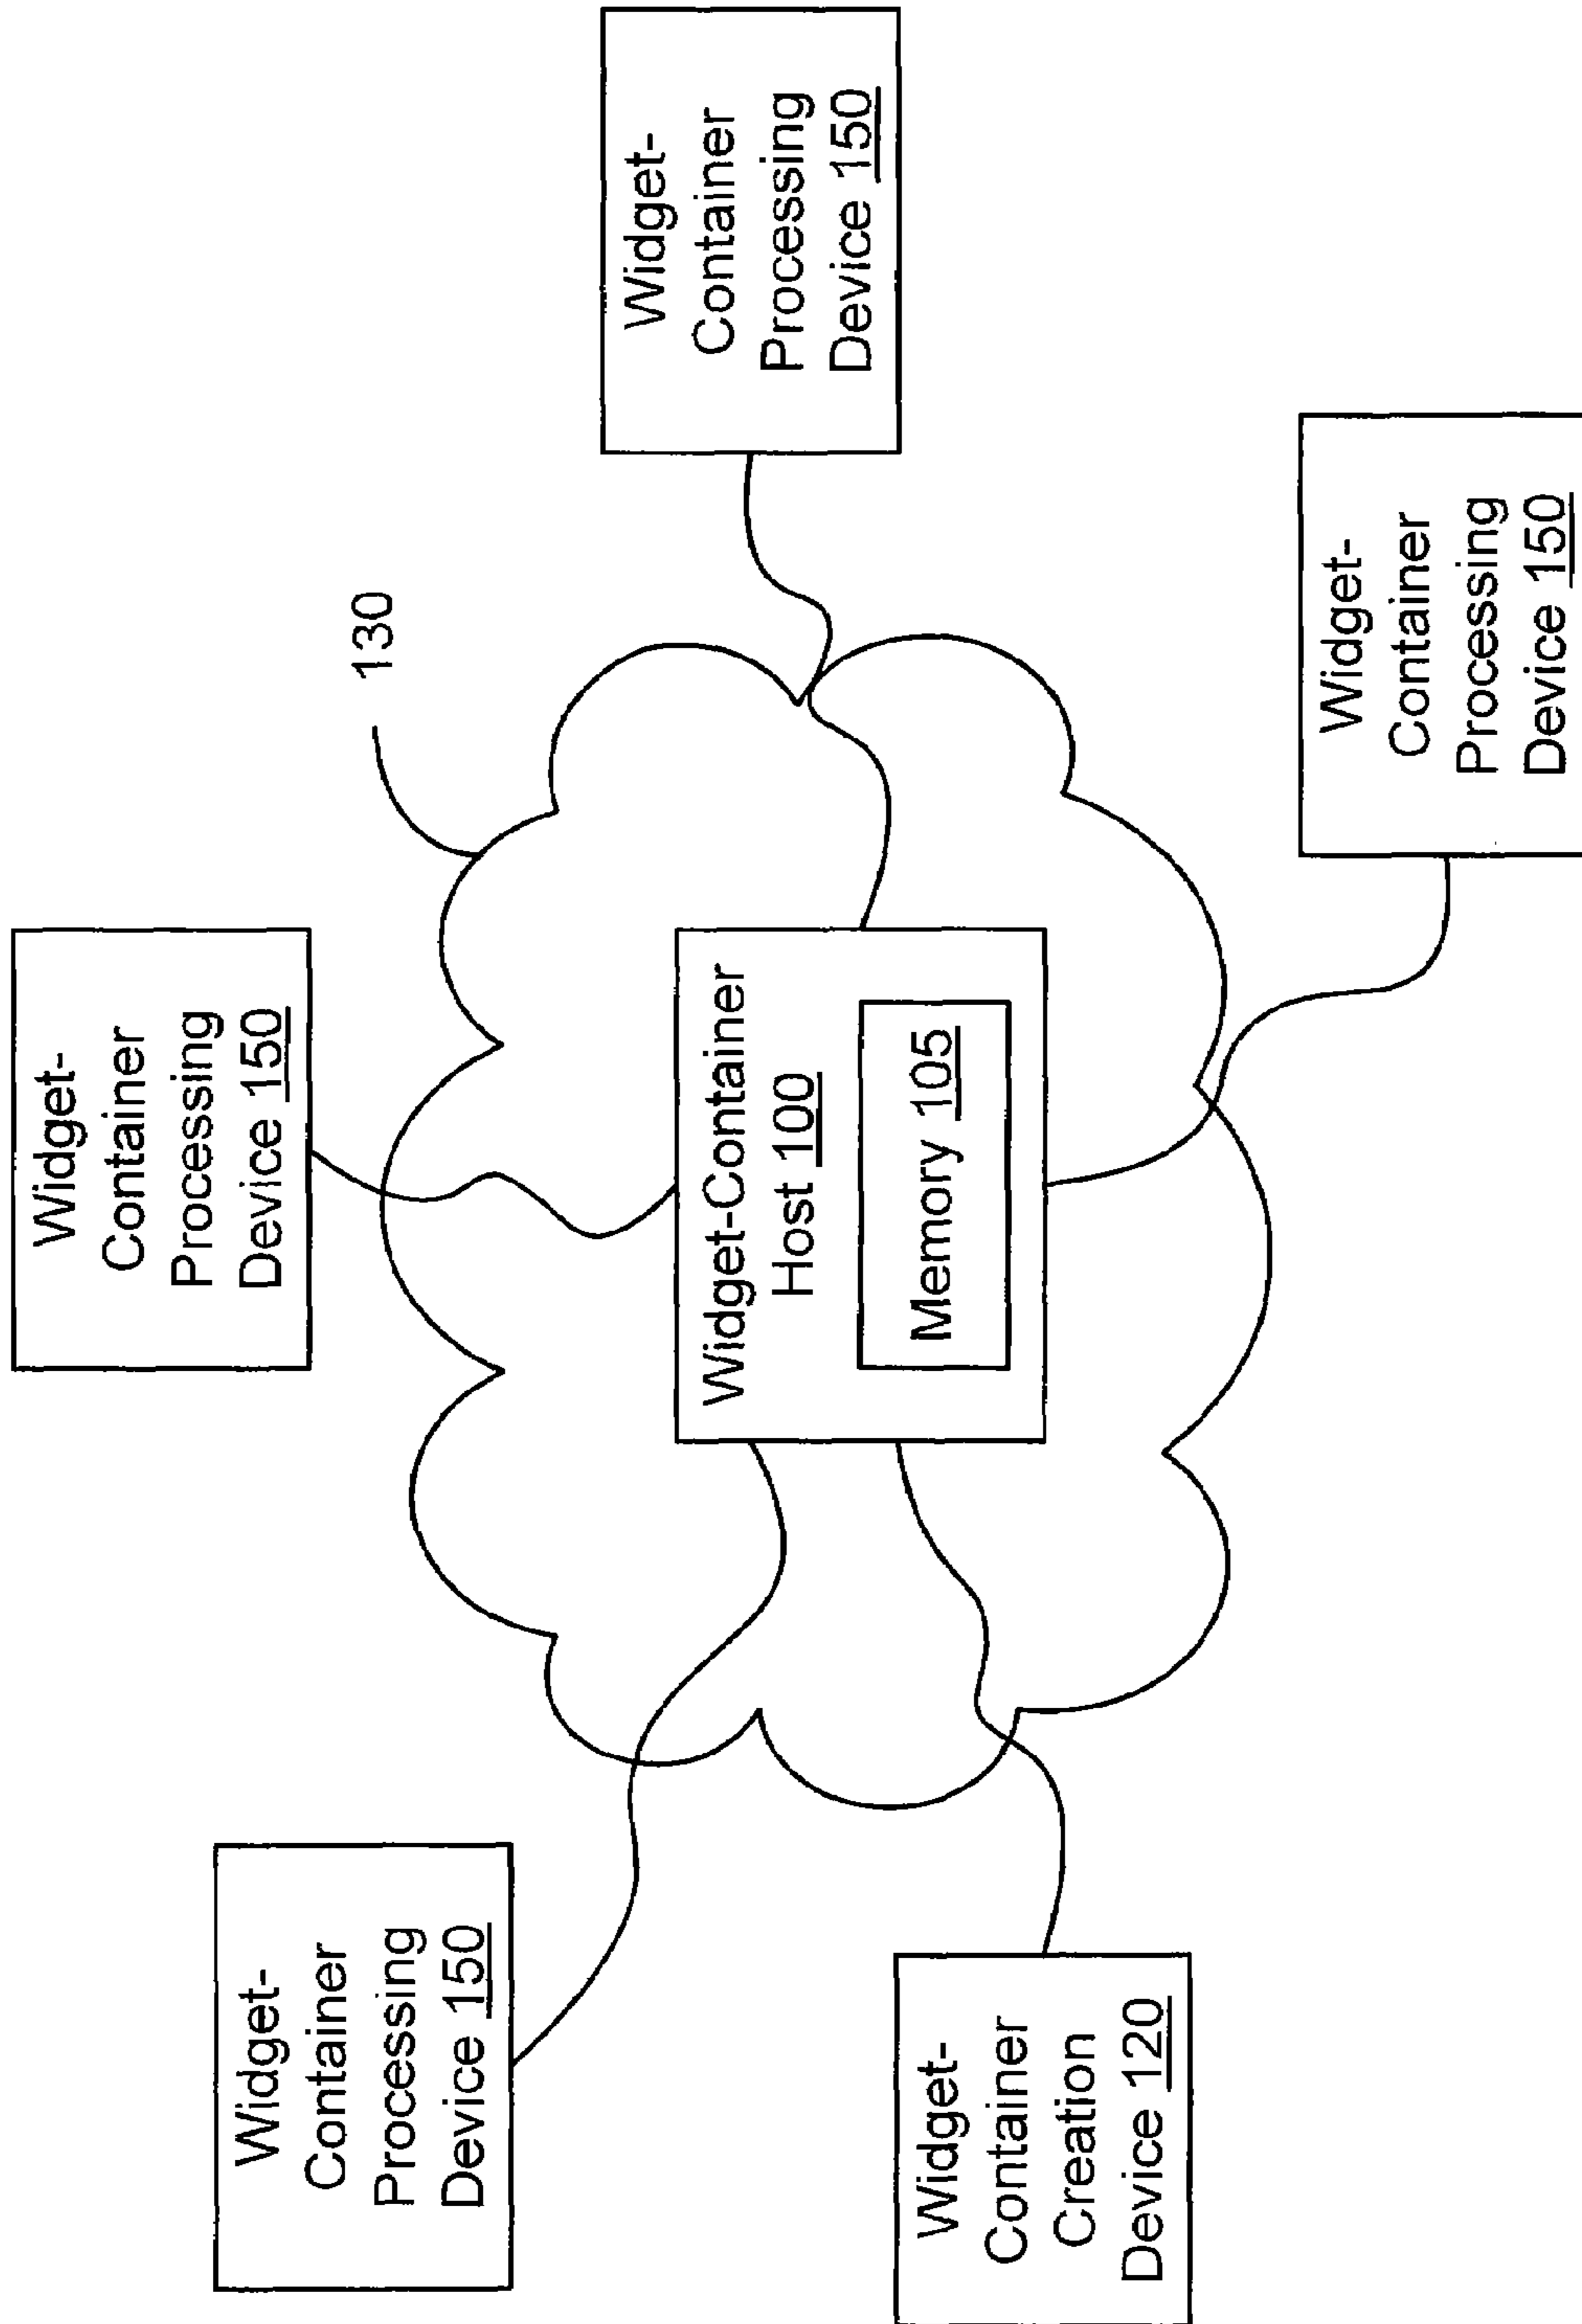 Widget-
Container
Processing
Device 150
Widget-
Container
Processing
Device 150
130
Widget-
Container
Processing
Device 150
Widget-Container
Host 100
Memory 105
Widget-
Container
Creation
Device 120
Widget-
Container
Processing
Device 150